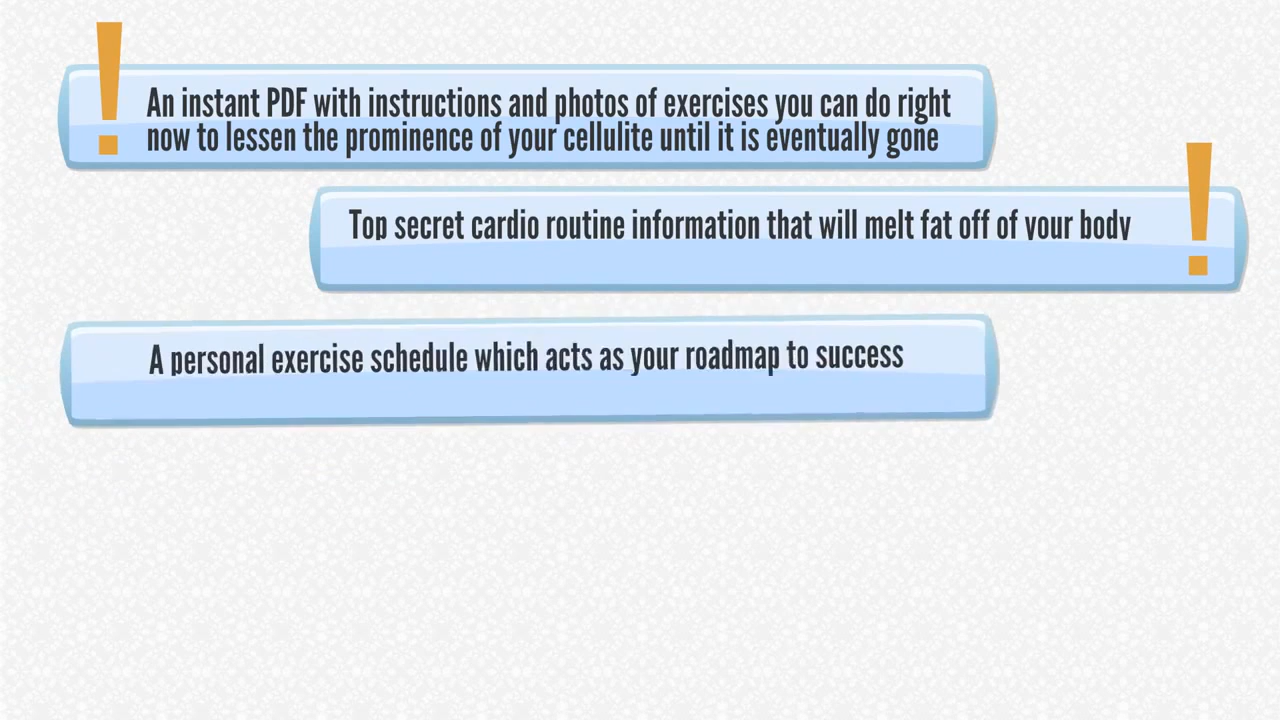 An instant PDF with instructions and photos of exercises you can do right
now to lessen the prominence of your cellulite until it is eventually gone
Top secret cardio routine information that will melt fat off of your body
A personal exercise schedule which acts as your roadmap to success